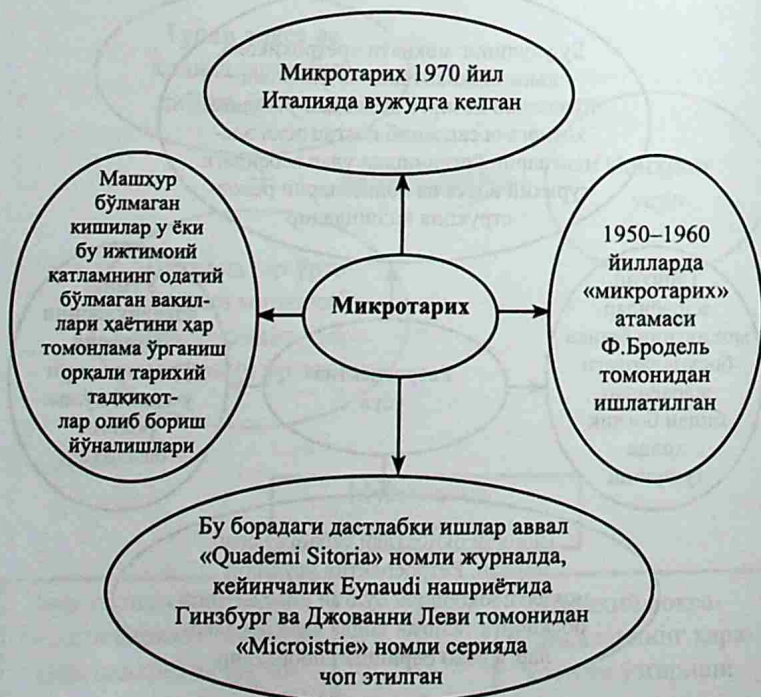 Микротарих 1970 йил
Италияда вужудга келган
Машҳур
бўлмаган
кишилар у ёки
бу ижтимоий
катламнинг одатий
бўлмаган вакил-
лари ҳаётини ҳар
томонлама ўрганиш
орқали тарихий
тадқиқот-
лар олиб бориш
йўналишлари
Микротарих
1950–1960
йилларда
«микротарих»
атамаси
Ф.Бродель
томонидан
ишлатилган
Бу борадаги дастлабки ишлар аввал
«Quademi Sitoria» номли журналда,
кейинчалик Eynaudi нашриётида
Гинзбург ва Джованни Леви томонидан
«Microistrie» номли серияда
чоп этилган